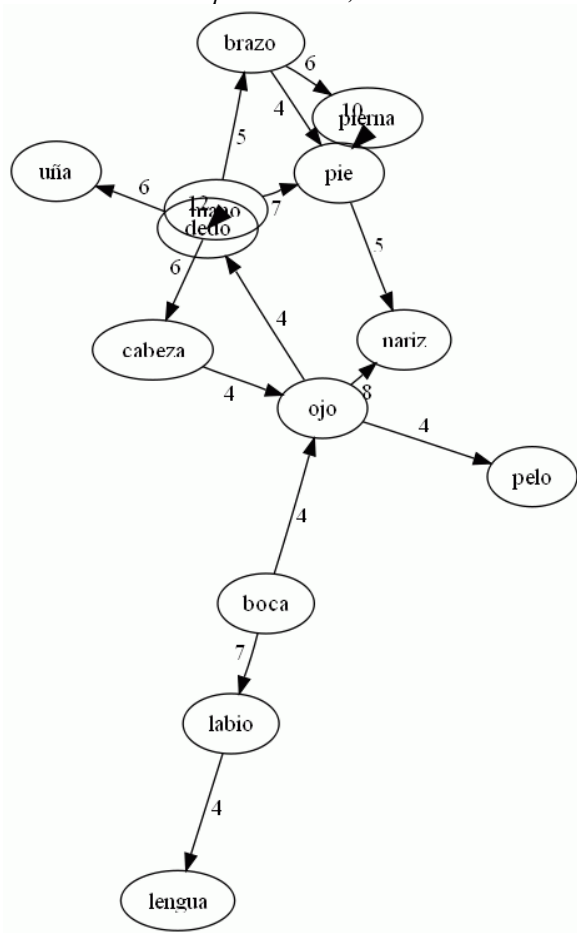 brazo
6
4
10
pierna
5
uña
6
pie
7
12
mano
dedo
6
5
4
nariz
cabeza
4
8
ojo
4
pelo
4
boca
7
labio
4
lengua